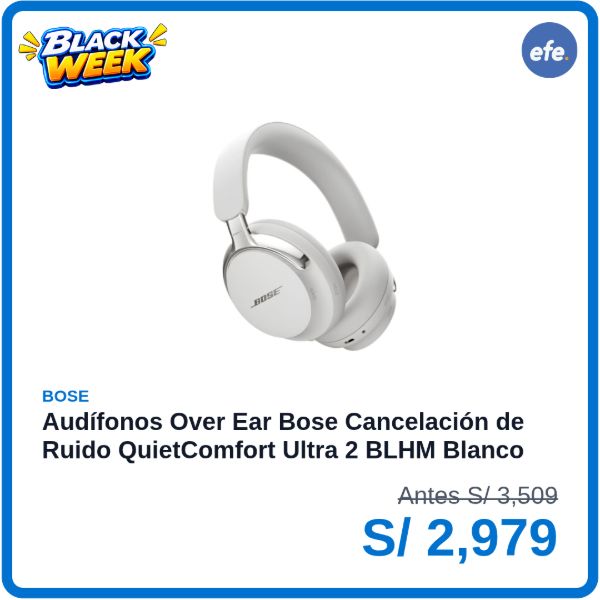 BLACK
WEEK
efe.
BOSE
BOSE
Audífonos Over Ear Bose Cancelación de
Ruido QuietComfort Ultra 2 BLHM Blanco
Antes S/ 3,509
S/ 2,979